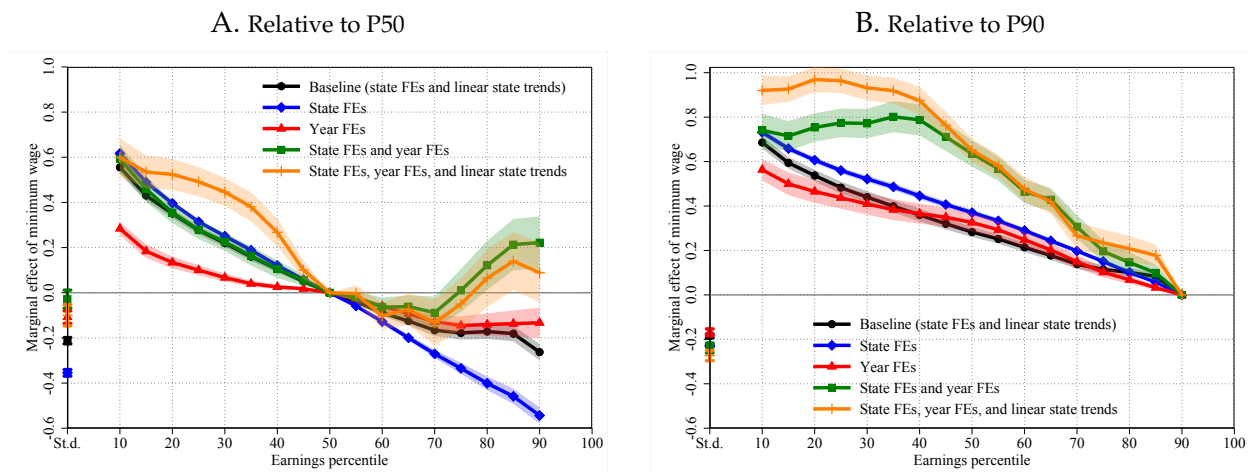 A. Relative to P50
Marginal effect of minimum wage
1.0
0.8
0.6
0.4
0.2
0.0
-0.2
-0.4
-0.6
Baseline (state FEs and linear state trends)
State FEs
Year FEs
State FEs and year FEs
State FEs, year FEs, and linear state trends
St.d. 10 20 30 40 50 60 70 80 90 100
Earnings percentile
B. Relative to P90
Marginal effect of minimum wage
1.0
0.8
0.6
0.4
0.2
0.0
-0.2
-0.4
-0.6
Baseline (state FEs and linear state trends)
State FEs
Year FEs
State FEs and year FEs
State FEs, year FEs, and linear state trends
St.d. 10 20 30 40 50 60 70 80 90 100
Earnings percentile